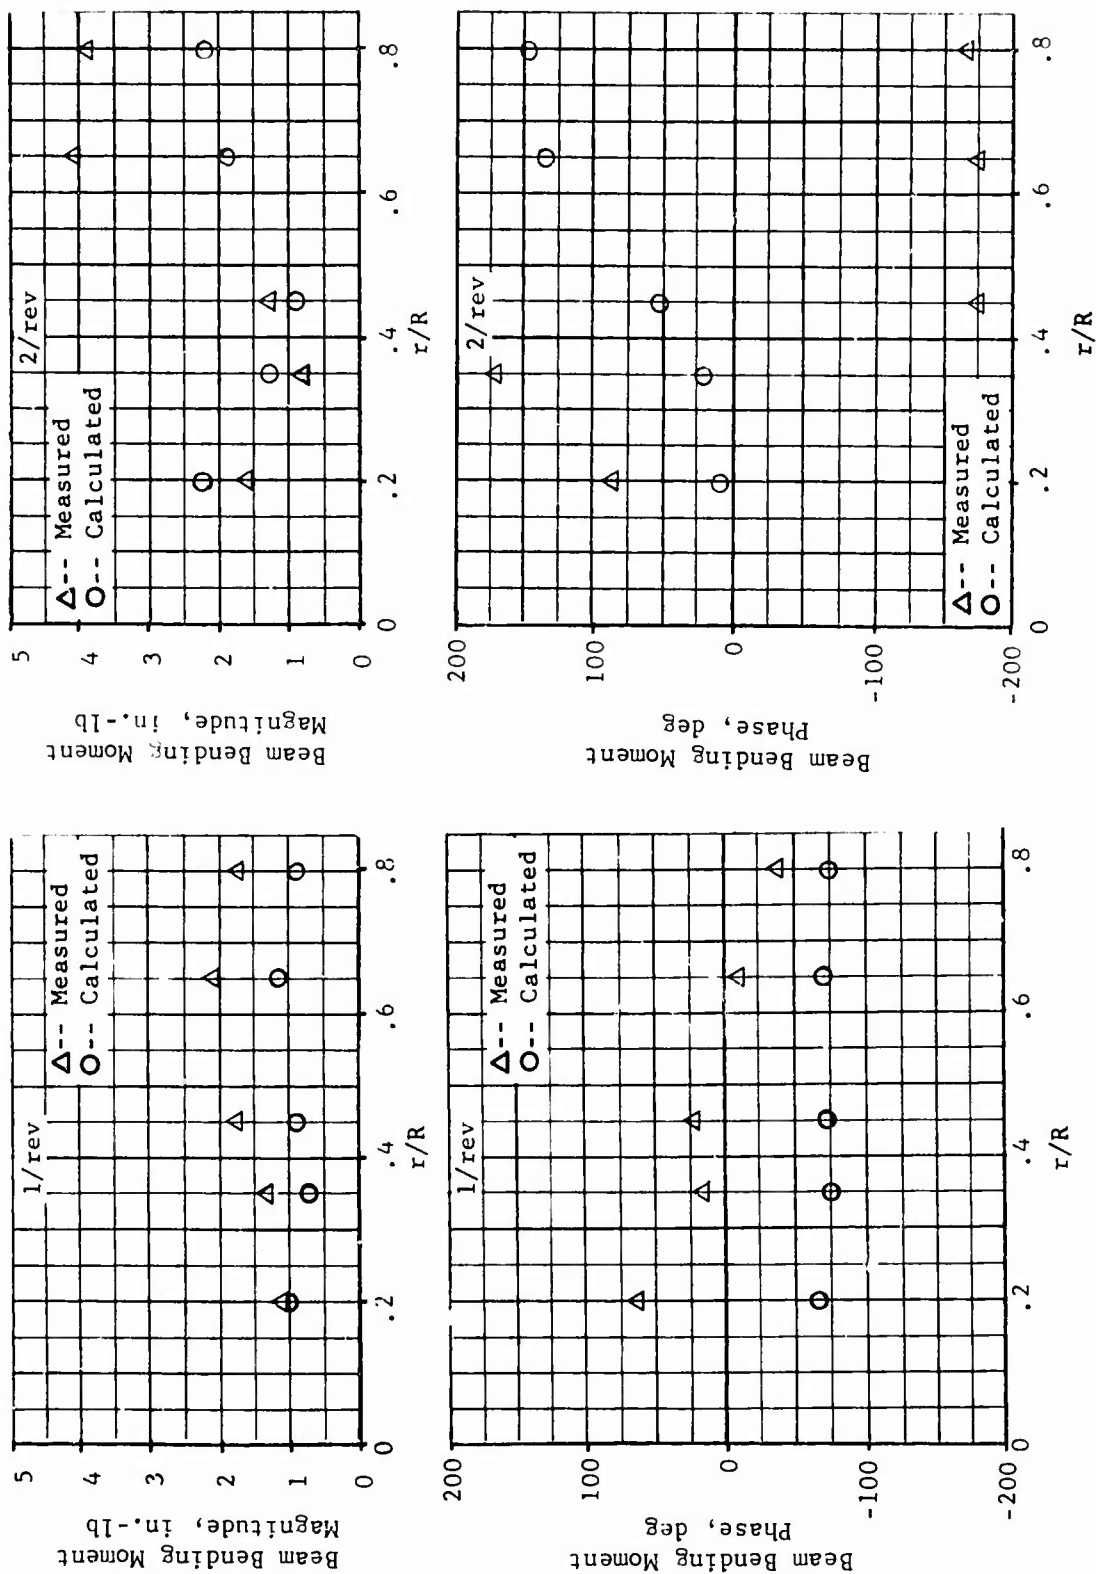 1/rev
Δ-- Measured
O-- Calculated
Beam Bending Moment
Magnitude, in.-lb
5
4
3
2
1
0
0
.2
.4
.6
.8
r/R
1/rev
Δ-- Measured
O-- Calculated
Beam Bending Moment
Phase, deg
200
100
0
-100
-200
0
.2
.4
.6
.8
r/R
2/rev
Δ-- Measured
O-- Calculated
Beam Bending Moment
Magnitude, in.-lb
5
4
3
2
1
0
0
.2
.4
.6
.8
r/R
2/rev
Δ-- Measured
O-- Calculated
Beam Bending Moment
Phase, deg
200
100
0
-100
-200
0
.2
.4
.6
.8
r/R